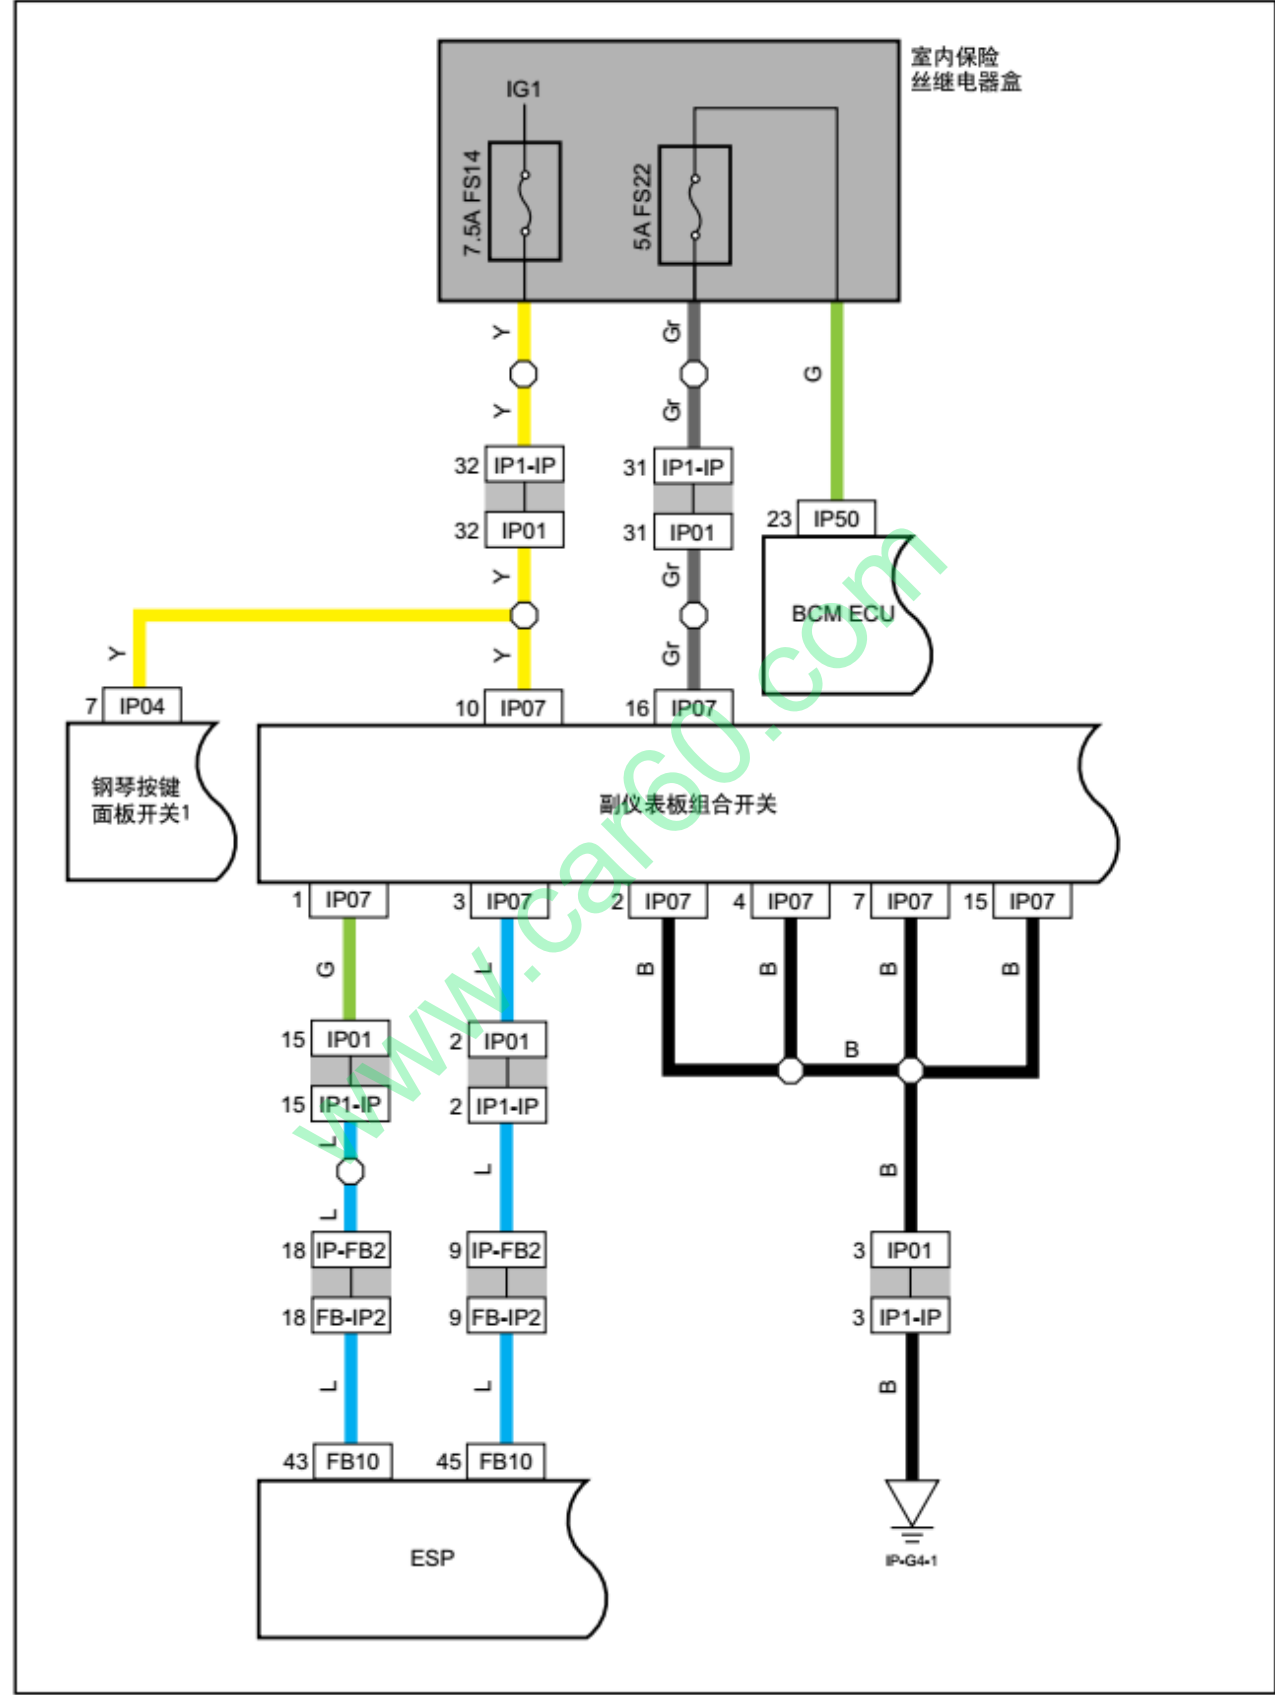 室内保险
丝继电器盒
IG1
7.5A FS14
5A FS22
Y
Gr
G
Y
Gr
32 IP1-IP
31 IP1-IP
23 IP50
32 IP01
31 IP01
Y
Gr
BCM ECU
Y
Y
Gr
7 IP04
10 IP07
16 IP07
钢琴按键
面板开关1
副仪表板组合开关
1 IP07
3 IP07
2 IP07
4 IP07
7 IP07
15 IP07
G
L
B
B
B
B
15 IP01
2 IP01
B
15 IP1-IP
2 IP1-IP
L
L
B
L
18 IP-FB2
9 IP-FB2
3 IP01
18 FB-IP2
9 FB-IP2
3 IP1-IP
L
L
B
43 FB10
45 FB10
ESP
IP-G4-1
www.car60.com